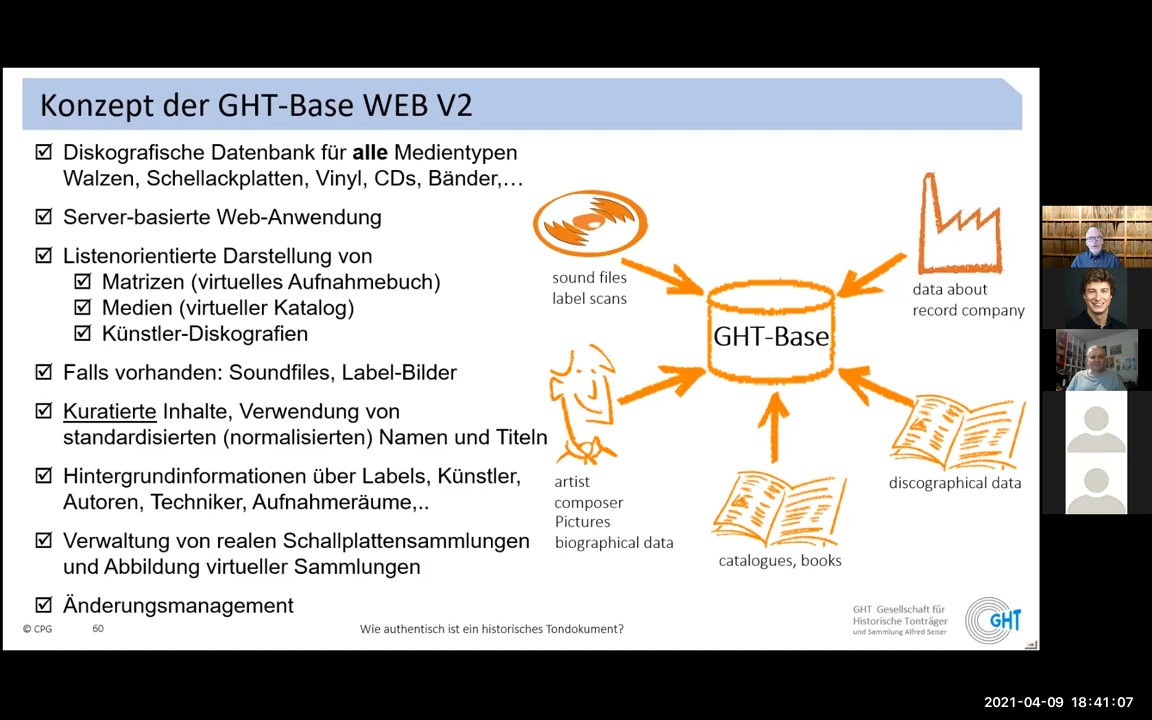 Konzept der GHT-Base WEB V2
Diskografische Datenbank für alle Medientypen
Walzen, Schellackplatten, Vinyl, CDs, Bänder,…
Server-basierte Web-Anwendung
Listenorientierte Darstellung von
Matrizen (virtuelles Aufnahmebuch)
Medien (virtueller Katalog)
Künstler-Diskografien
Falls vorhanden: Soundfiles, Label-Bilder
Kuratierte Inhalte, Verwendung von
standardisierten (normalisierten) Namen und Titeln
Hintergrundinformationen über Labels, Künstler,
Autoren, Techniker, Aufnahmeräume,..
Verwaltung von realen Schallplattensammlungen
und Abbildung virtueller Sammlungen
Änderungsmanagement
sound files
label scans
data about
record company
GHT-Base
artist
composer
Pictures
biographical data
catalogues, books
discographical data
© CPG
60
Wie authentisch ist ein historisches Tondokument?
GHT Gesellschaft für
Historische Tonträger
und Sammlung Alfred Seiser
GHT
2021-04-09 18:41:07